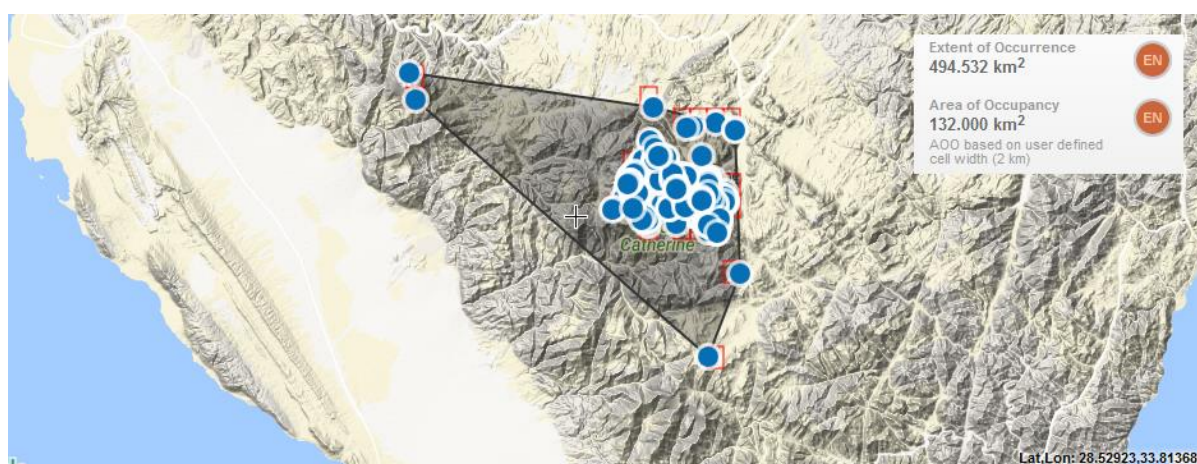 Extent of Occurrence
494.532 km²
EN
Area of Occupancy
132.000 km²
EN
AOO based on user defined
cell width (2 km)
Catherine
Lat,Lon: 28.52923,33.81368